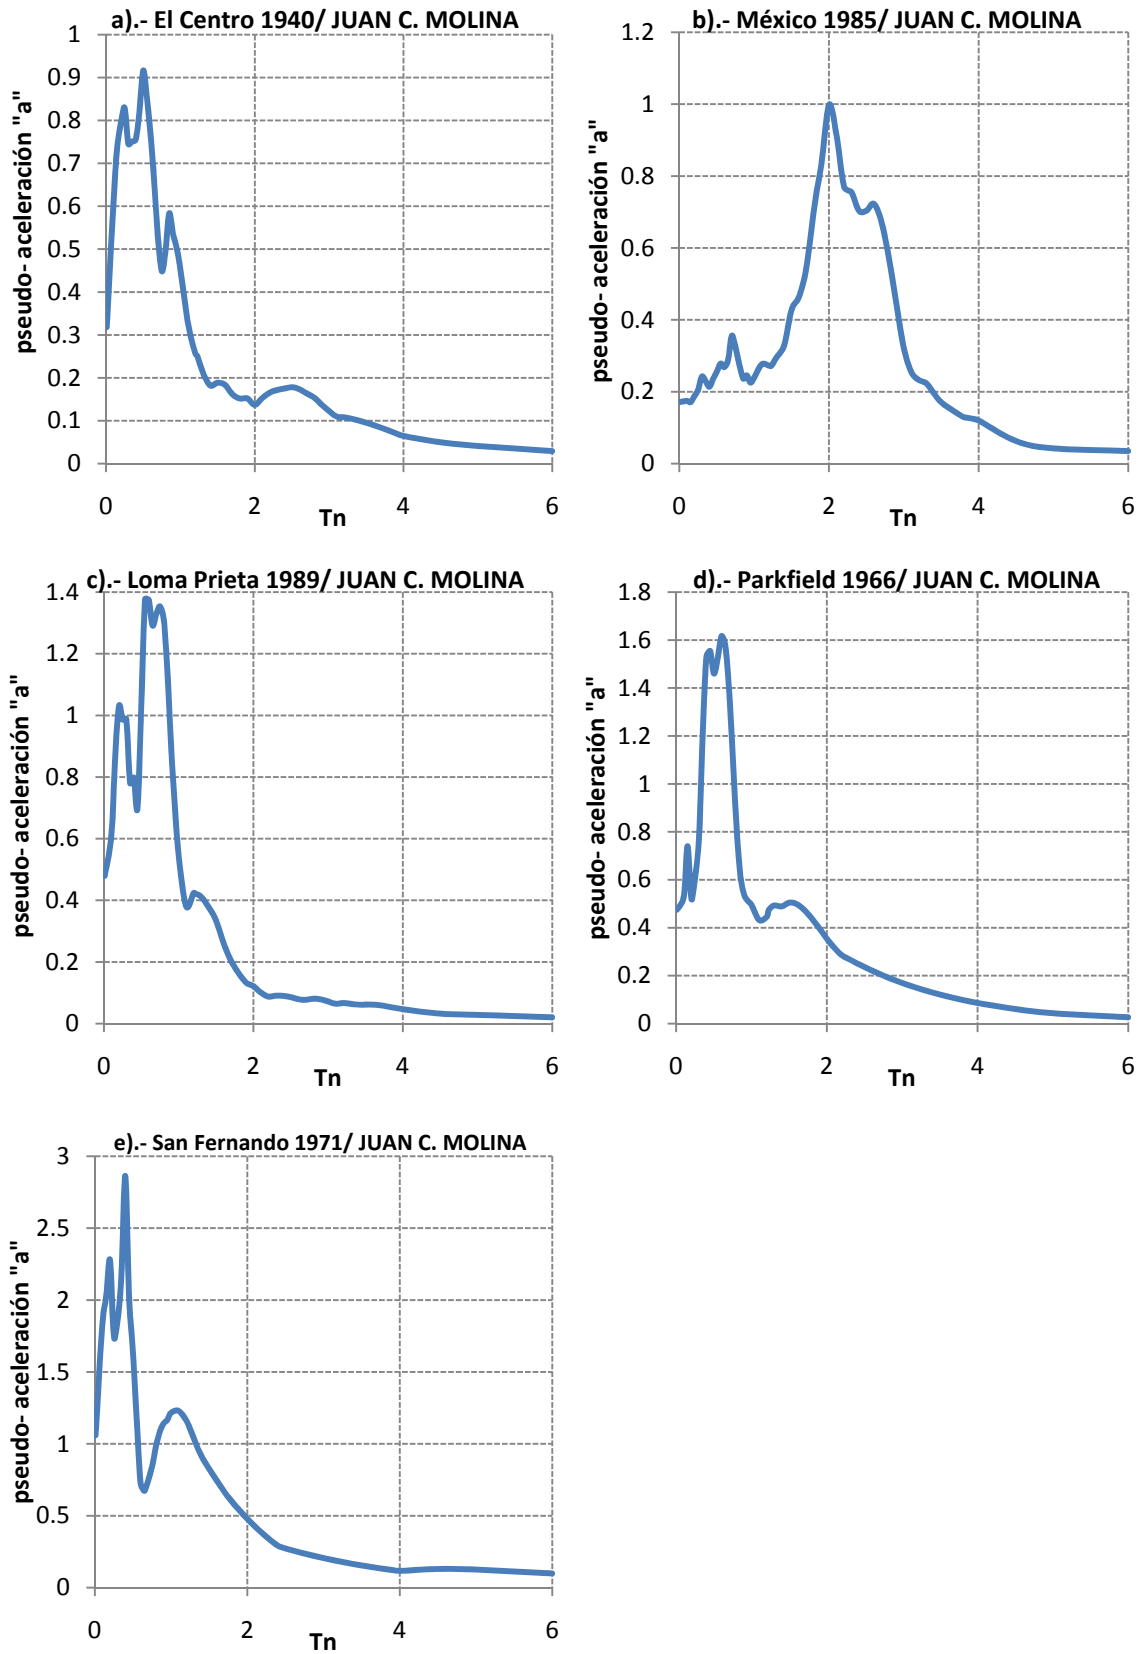 a).- El Centro 1940/ JUAN C. MOLINA
pseudo- aceleración "a"
1
0.9
0.8
0.7
0.6
0.5
0.4
0.3
0.2
0.1
0
0 2 4 6
Tn
b).- México 1985/ JUAN C. MOLINA
pseudo- aceleración "a"
1.2
1
0.8
0.6
0.4
0.2
0
0 2 4 6
Tn
c).- Loma Prieta 1989/ JUAN C. MOLINA
pseudo- aceleración "a"
1.4
1.2
1
0.8
0.6
0.4
0.2
0
0 2 4 6
Tn
d).- Parkfield 1966/ JUAN C. MOLINA
pseudo- aceleración "a"
1.8
1.6
1.4
1.2
1
0.8
0.6
0.4
0.2
0
0 2 4 6
Tn
e).- San Fernando 1971/ JUAN C. MOLINA
pseudo- aceleración "a"
3
2.5
2
1.5
1
0.5
0
0 2 4 6
Tn